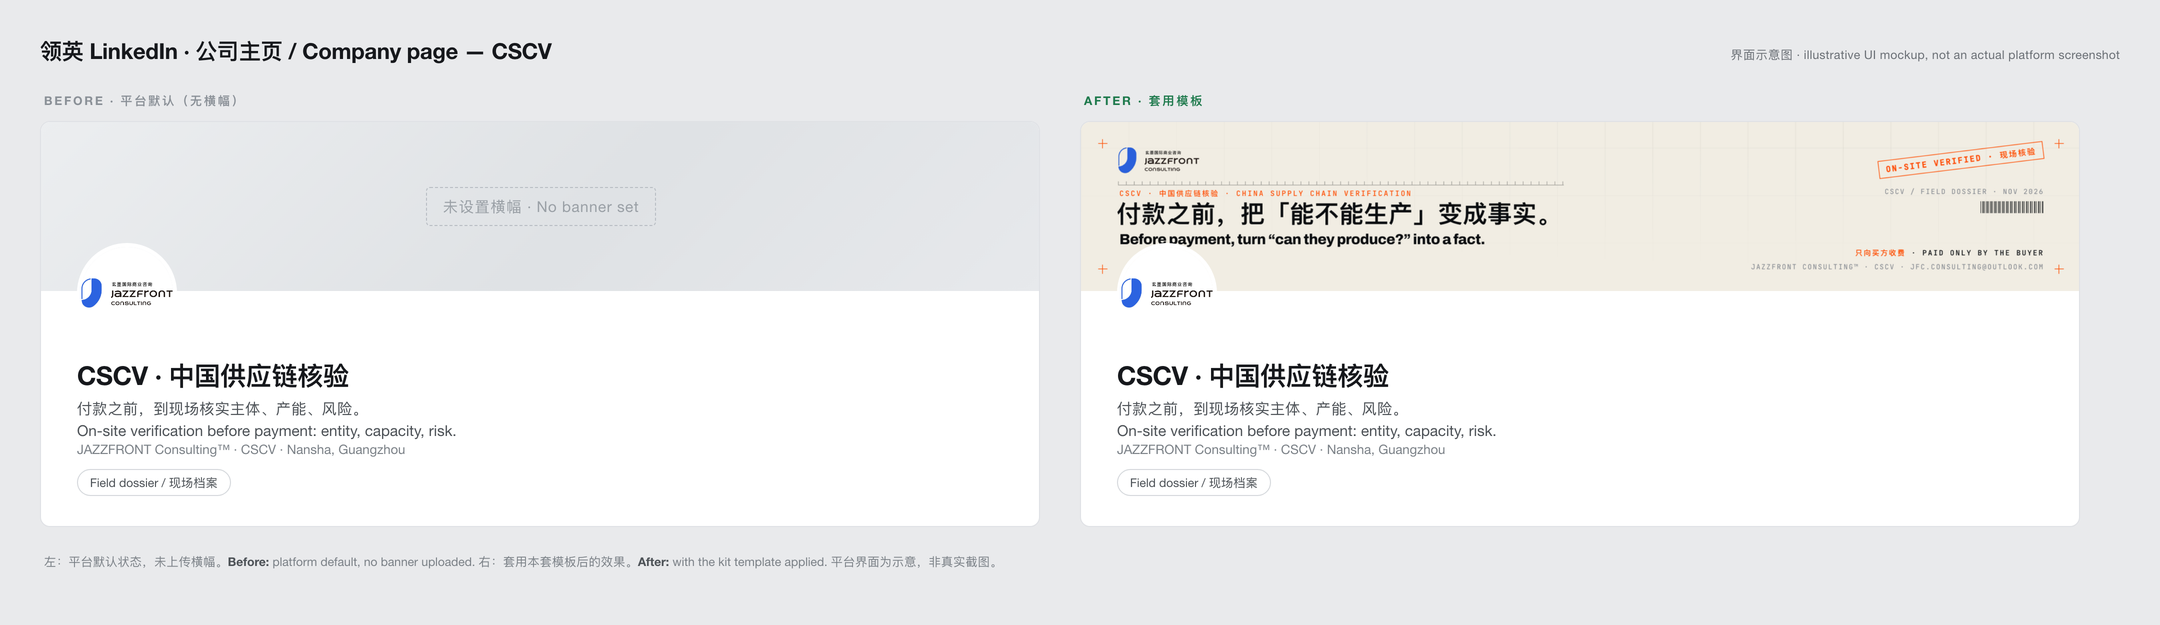 领英 LinkedIn · 公司主页 / Company page — CSCV
界面示意图 · illustrative UI mockup, not an actual platform screenshot
BEFORE · 平台默认（无横幅）
未设置横幅 · No banner set
玄墨国际商业咨询
JAZZFRONT
CONSULTING
CSCV · 中国供应链核验
付款之前，到现场核实主体、产能、风险。
On-site verification before payment: entity, capacity, risk.
JAZZFRONT Consulting™ · CSCV · Nansha, Guangzhou
Field dossier / 现场档案
AFTER · 套用模板
JAZZFRONT
CONSULTING
ON-SITE VERIFIED · 现场核验
CSCV · 中国供应链核验 · CHINA SUPPLY CHAIN VERIFICATION
CSCV / FIELD DOSSIER · NOV 2026
付款之前，把「能不能生产」变成事实。
Before payment, turn “can they produce?” into a fact.
只向买方收费 · PAID ONLY BY THE BUYER
JAZZFRONT CONSULTING™ · CSCV · JFC.CONSULTING@OUTLOOK.COM
JAZZFRONT
CONSULTING
CSCV · 中国供应链核验
付款之前，到现场核实主体、产能、风险。
On-site verification before payment: entity, capacity, risk.
JAZZFRONT Consulting™ · CSCV · Nansha, Guangzhou
Field dossier / 现场档案
左：平台默认状态，未上传横幅。Before: platform default, no banner uploaded. 右：套用本套模板后的效果。After: with the kit template applied. 平台界面为示意，非真实截图。